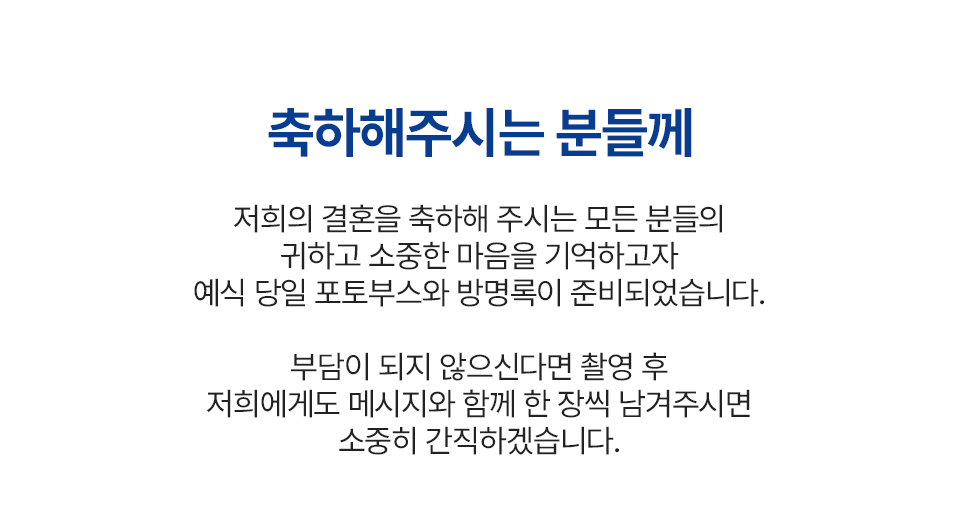 축하해주시는 분들께
저희의 결혼을 축하해 주시는 모든 분들의
귀하고 소중한 마음을 기억하고자
예식 당일 포토부스와 방명록이 준비되었습니다.
부담이 되지 않으신다면 촬영 후
저희에게도 메시지와 함께 한 장씩 남겨주시면
소중히 간직하겠습니다.